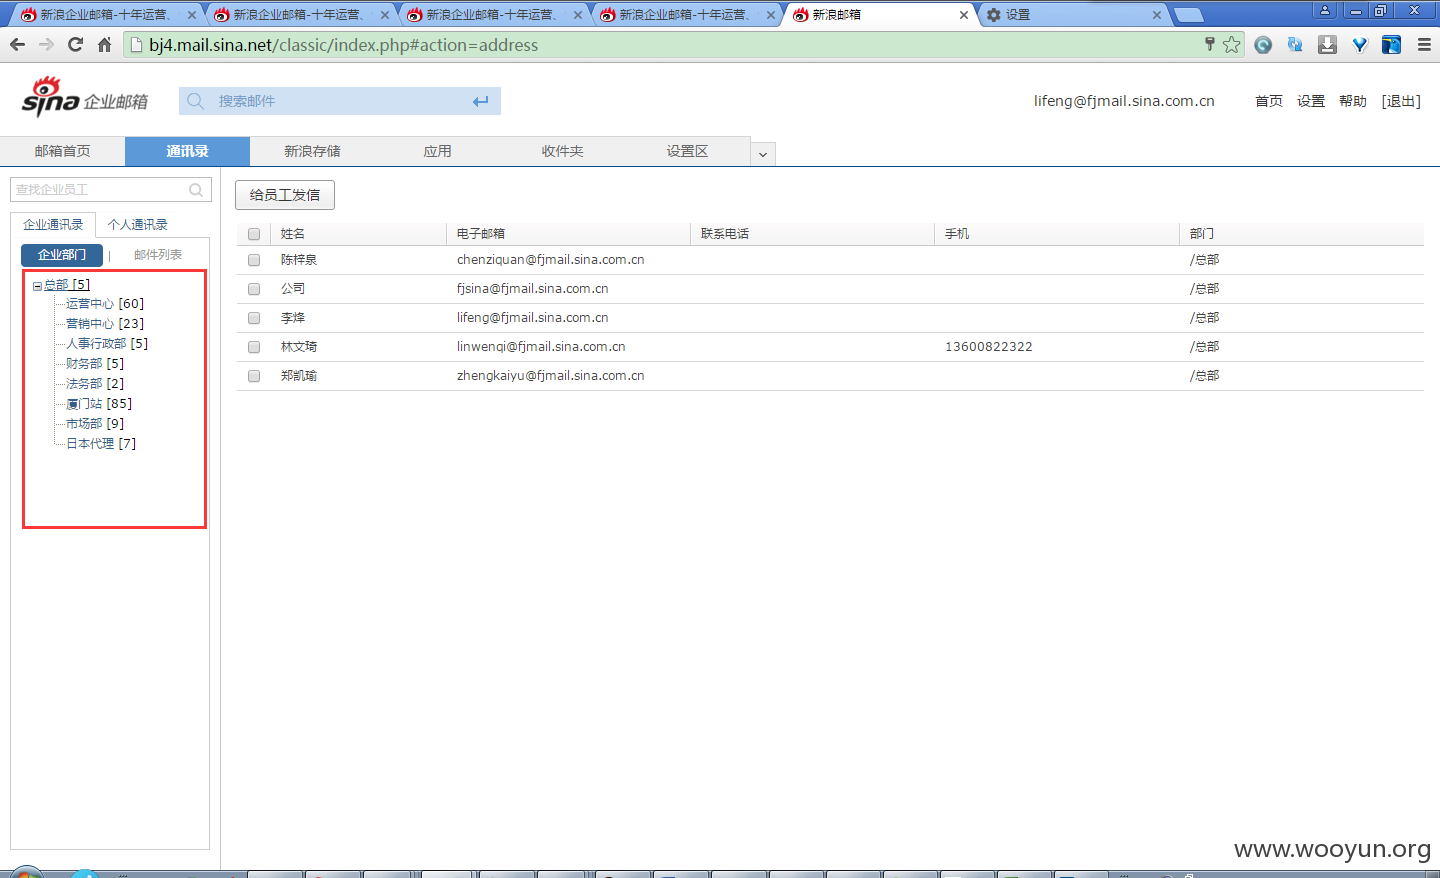 新浪企业邮箱-十年运营、 新浪企业邮箱-十年运营、 新浪企业邮箱-十年运营、 新浪企业邮箱-十年运营、 新浪邮箱 设置
bj4.mail.sina.net/classic/index.php#action=address
sina 企业邮箱 搜索邮件 lifeng@fjmail.sina.com.cn 首页 设置 帮助 [退出]
邮箱首页 通讯录 新浪存储 应用 收件夹 设置区
查找企业员工 给员工发信
企业通讯录 个人通讯录
企业部门 | 邮件列表
总部 [5]
运营中心 [60]
营销中心 [23]
人事行政部 [5]
财务部 [5]
法务部 [2]
厦门站 [85]
市场部 [9]
日本代理 [7]
姓名 电子邮箱 联系电话 手机 部门
陈梓泉 chenziquan@fjmail.sina.com.cn /总部
公司 fjsina@fjmail.sina.com.cn /总部
李烽 lifeng@fjmail.sina.com.cn /总部
林文琦 linwenqi@fjmail.sina.com.cn 13600822322 /总部
郑凯瑜 zhengkaiyu@fjmail.sina.com.cn /总部
www.wooyun.org